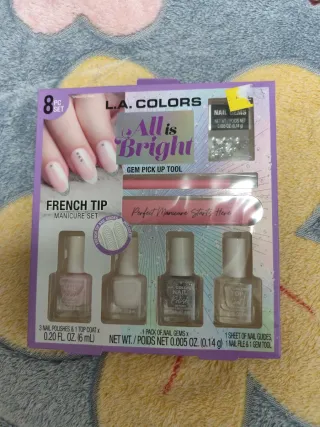 8 PC SET
L.A. COLORS
All is
Bright
NAIL GEMS
GEM PICK UP TOOL
FRENCH TIP
MANICURE SET
Perfect Manicure Starts Here
3 NAIL POLISHES & 1 TOP COAT x
0.20 FL. OZ. (6 mL)
1 PACK OF NAIL GEMS x
NET WT. / POIDS NET 0.005 OZ. (0.14 g)
1 SHEET OF NAIL GUIDES
1 NAIL FILE & 1 GEM TOOL